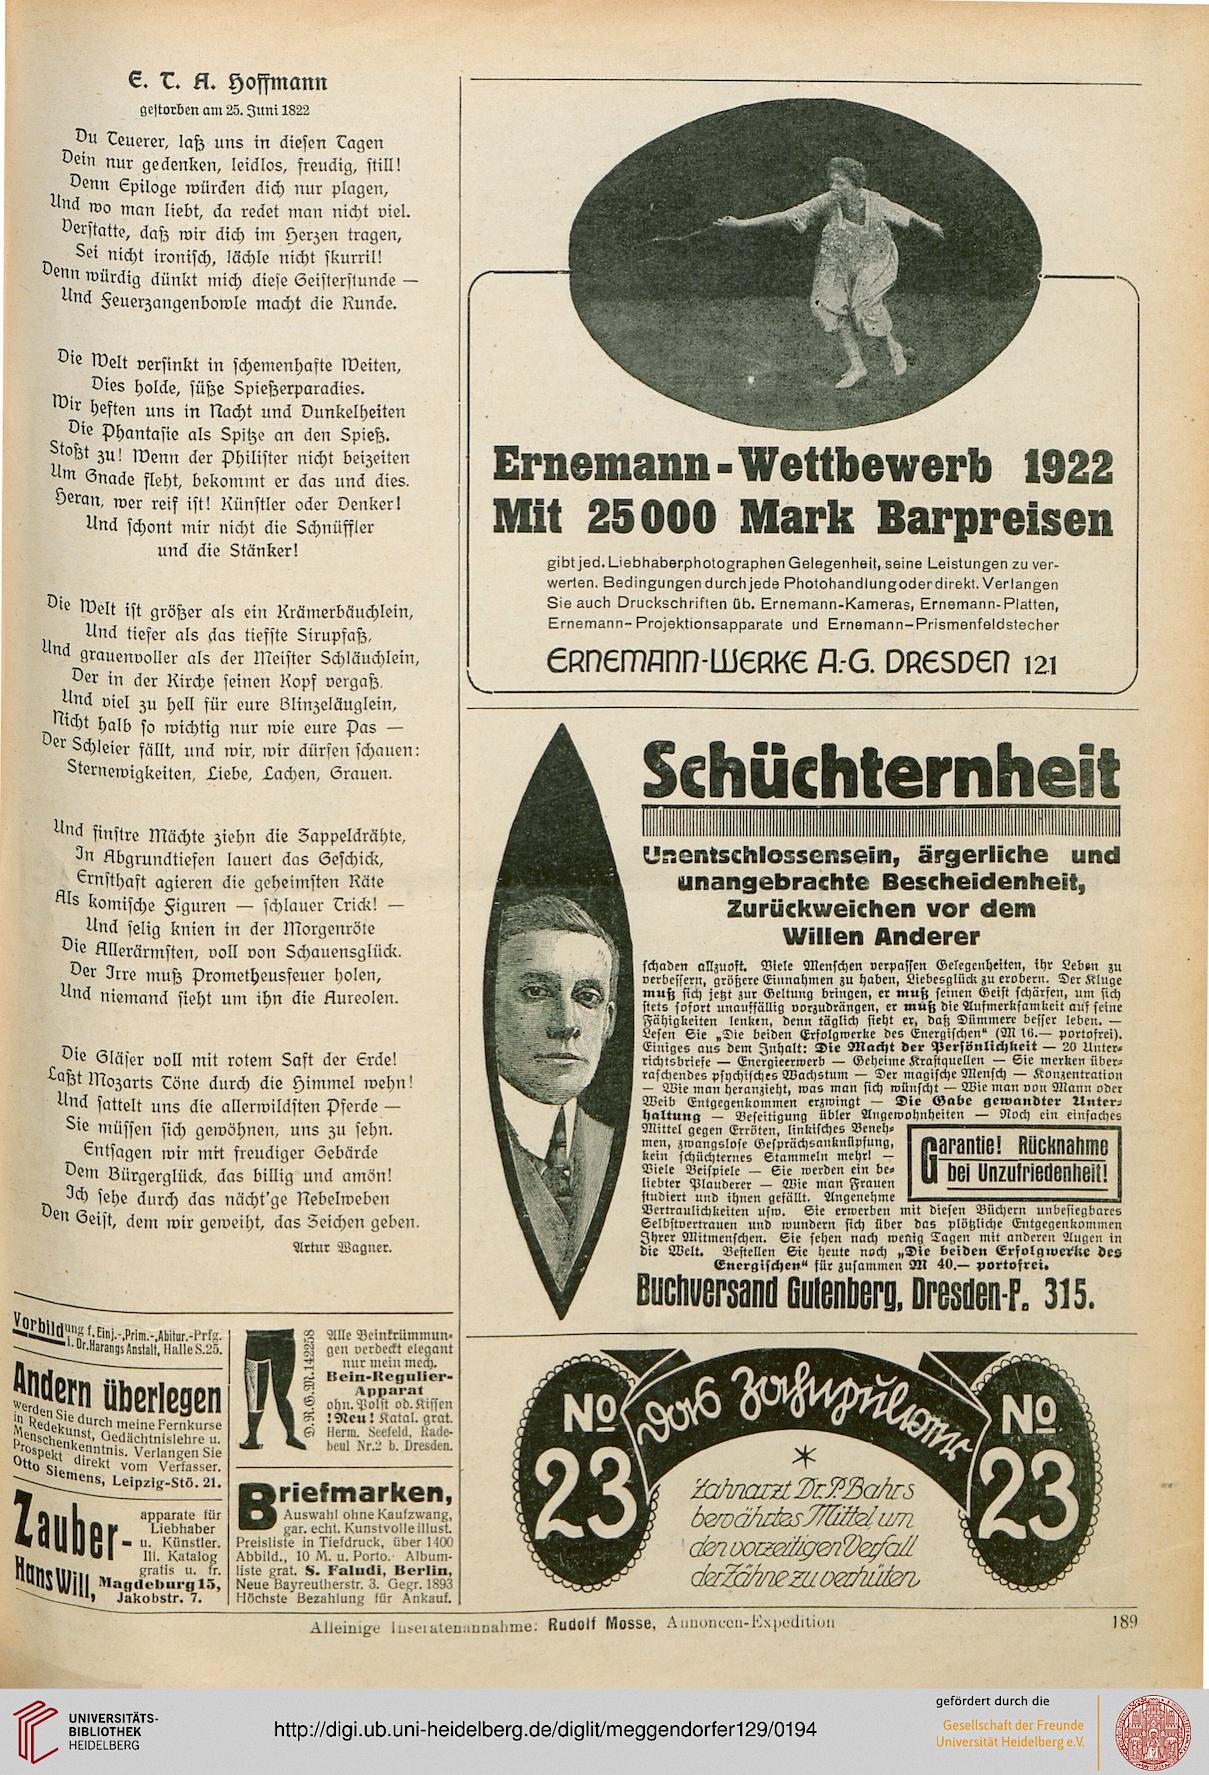 E. T. A. Hoffmann
gestorben am 25. Juni 1822
Du Teuerer, laß uns in diesen Tagen
Dein nur gedenken, leidlos, freudig, still!
Denn Epiloge würden dich nur plagen,
Und wo man liebt, da redet man nicht viel.
Verstatte, daß wir dich im Herzen tragen,
Sei nicht ironisch, lächle nicht skurril!
Denn würdig dünkt mich diese Geisterstunde —
Und Feuerzangenbowle macht die Runde.
Die Welt versinkt in schemenhafte Weiten,
Dies holde, süße Spießerparadies.
Wir heften uns in Nacht und Dunkelheiten
Die Phantasie als Spitze an den Spieß.
Stoßt zu! Wenn der Philister nicht beizeiten
Um Gnade fleht, bekommt er das und dies.
Heran, wer reif ist! Künstler oder Denker!
Und schont mir nicht die Schnüffler
und die Stänker!
Die Welt ist größer als ein Krämerbäuchlein,
Und tiefer als das tiefste Sirupfaß,
Und grauenvoller als der Meister Schläuchlein,
Der in der Kirche seinen Kopf vergaß.
Und viel zu hell für eure Blinzeläuglein,
Nicht halb so wichtig nur wie eure Pas —
Der Schleier fällt, und wir, wir dürfen schauen:
Sternewigkeiten, Liebe, Lachen, Grauen.
Und finstre Mächte ziehn die Zappeldrähte,
In Abgrundtiefen lauert das Geschick,
Ernsthaft agieren die geheimsten Räte
Als komische Figuren — schlauer Trick! —
Und selig knien in der Morgenröte
Die Allerärmsten, voll von Schauensglück.
Der Irre muß Prometheusfeuer holen,
Und niemand sieht um ihn die Aureolen.
Die Gläser voll mit rotem Saft der Erde!
Laßt Mozarts Töne durch die Himmel wehn!
Und sattelt uns die allerwildsten Pferde —
Sie müssen sich gewöhnen, uns zu sehn.
Entsagen wir mit freudiger Gebärde
Dem Bürgerglück, das billig und amön!
Ich sehe durch das nächt'ge Nebelweben
Den Geist, dem wir geweiht, das Zeichen geben.
Artur Wagner.
Vorbildung f. Einj.-, Prim.-, Abitur.-Prfg.
i. Dr. Harangs Anstalt, Halle S. 25.
Andern überlegen
werden Sie durch meine Fernkurse
in Redekunst, Gedächtnislehre u.
Menschenkenntnis. Verlangen Sie
Prospekt direkt vom Verfasser.
Otto Siemens, Leipzig-Stö. 21.
Zauber-
apparate für
Liebhaber
u. Künstler.
Ill. Katalog
gratis u. fr.
Hans Will, Magdeburg 15,
Jakobstr. 7.
D.R.G.M. 142258
Alle Beinkrümmun-
gen verdeckt elegant
nur mein mech.
Bein-Regulier-
Apparat
ohn. Polst od. Kissen
! Neu! Katal. grat.
Herm. Seefeld, Rade-
beul Nr. 2 b. Dresden.
Briefmarken,
Auswahl ohne Kaufzwang,
gar. echt. Kunstvolle illust.
Preisliste in Tiefdruck, über 1400
Abbild., 10 M. u. Porto. Album-
liste grat. S. Faludi, Berlin,
Neue Bayreutherstr. 3. Gegr. 1893
Höchste Bezahlung für Ankauf.
Ernemann-Wettbewerb 1922
Mit 25000 Mark Barpreisen
gibt jed. Liebhaberphotographen Gelegenheit, seine Leistungen zu ver-
werten. Bedingungen durch jede Photohandlung oder direkt. Verlangen
Sie auch Druckschriften üb. Ernemann-Kameras, Ernemann-Platten,
Ernemann-Projektionsapparate und Ernemann-Prismenfeldstecher
ERNEMANN-WERKE A.-G. DRESDEN 121
Schüchternheit
Unentschlossensein, ärgerliche und
unangebrachte Bescheidenheit,
Zurückweichen vor dem
Willen Anderer
schaden allzuoft. Viele Menschen verpassen Gelegenheiten, ihr Leben zu
verbessern, größere Einnahmen zu haben, Liebesglück zu erobern. Der Kluge
muß sich jetzt zur Geltung bringen, er muß seinen Geist schärfen, um sich
stets sofort unauffällig vorzudrängen, er muß die Aufmerksamkeit auf seine
Fähigkeiten lenken, denn täglich sieht er, daß Dümmere besser leben. —
Lesen Sie „Die beiden Erfolgwerke des Energischen“ (M 16.— portofrei).
Einiges aus dem Inhalt: Die Macht der Persönlichkeit — 20 Unter-
richtsbriefe — Energieerwerb — Geheime Kraftquellen — Sie merken über-
raschendes psychisches Wachstum — Der magische Mensch — Konzentration
— Wie man heranzieht, was man sich wünscht — Wie man von Mann oder
Weib Entgegenkommen erzwingt — Die Gabe gewandter Unter-
haltung — Beseitigung übler Angewohnheiten — Noch ein einfaches
Mittel gegen Erröten, linkisches Beneh-
men, zwangslose Gesprächsanknüpfung,
kein schüchternes Stammeln mehr! —
Viele Beispiele — Sie werden ein be-
liebter Plauderer — Wie man Frauen
studiert und ihnen gefällt. Angenehme
Vertraulichkeiten usw. Sie erwerben mit diesen Büchern unbesiegbares
Selbstvertrauen und wundern sich über das plötzliche Entgegenkommen
Ihrer Mitmenschen. Sie sehen nach wenig Tagen mit anderen Augen in
die Welt. Bestellen Sie heute noch „Die beiden Erfolgwerke des
Energischen“ für zusammen M 40.— portofrei.
Garantie! Rücknahme
bei Unzufriedenheit!
Buchversand Gutenberg, Dresden-P. 315.
No 23
das Zahnpulver
No 23
*
Zahnarzt Dr. P. Bahrs
bewährtes Mittel, um
den vorzeitigen Verfall
der Zähne zu verhüten
Alleinige Inseratenannahme: Rudolf Mosse, Annoncen-Expedition
189
UNIVERSITÄTS-
BIBLIOTHEK
HEIDELBERG
http://digi.ub.uni-heidelberg.de/diglit/meggendorfer129/0194
gefördert durch die
Gesellschaft der Freunde
Universität Heidelberg e.V.